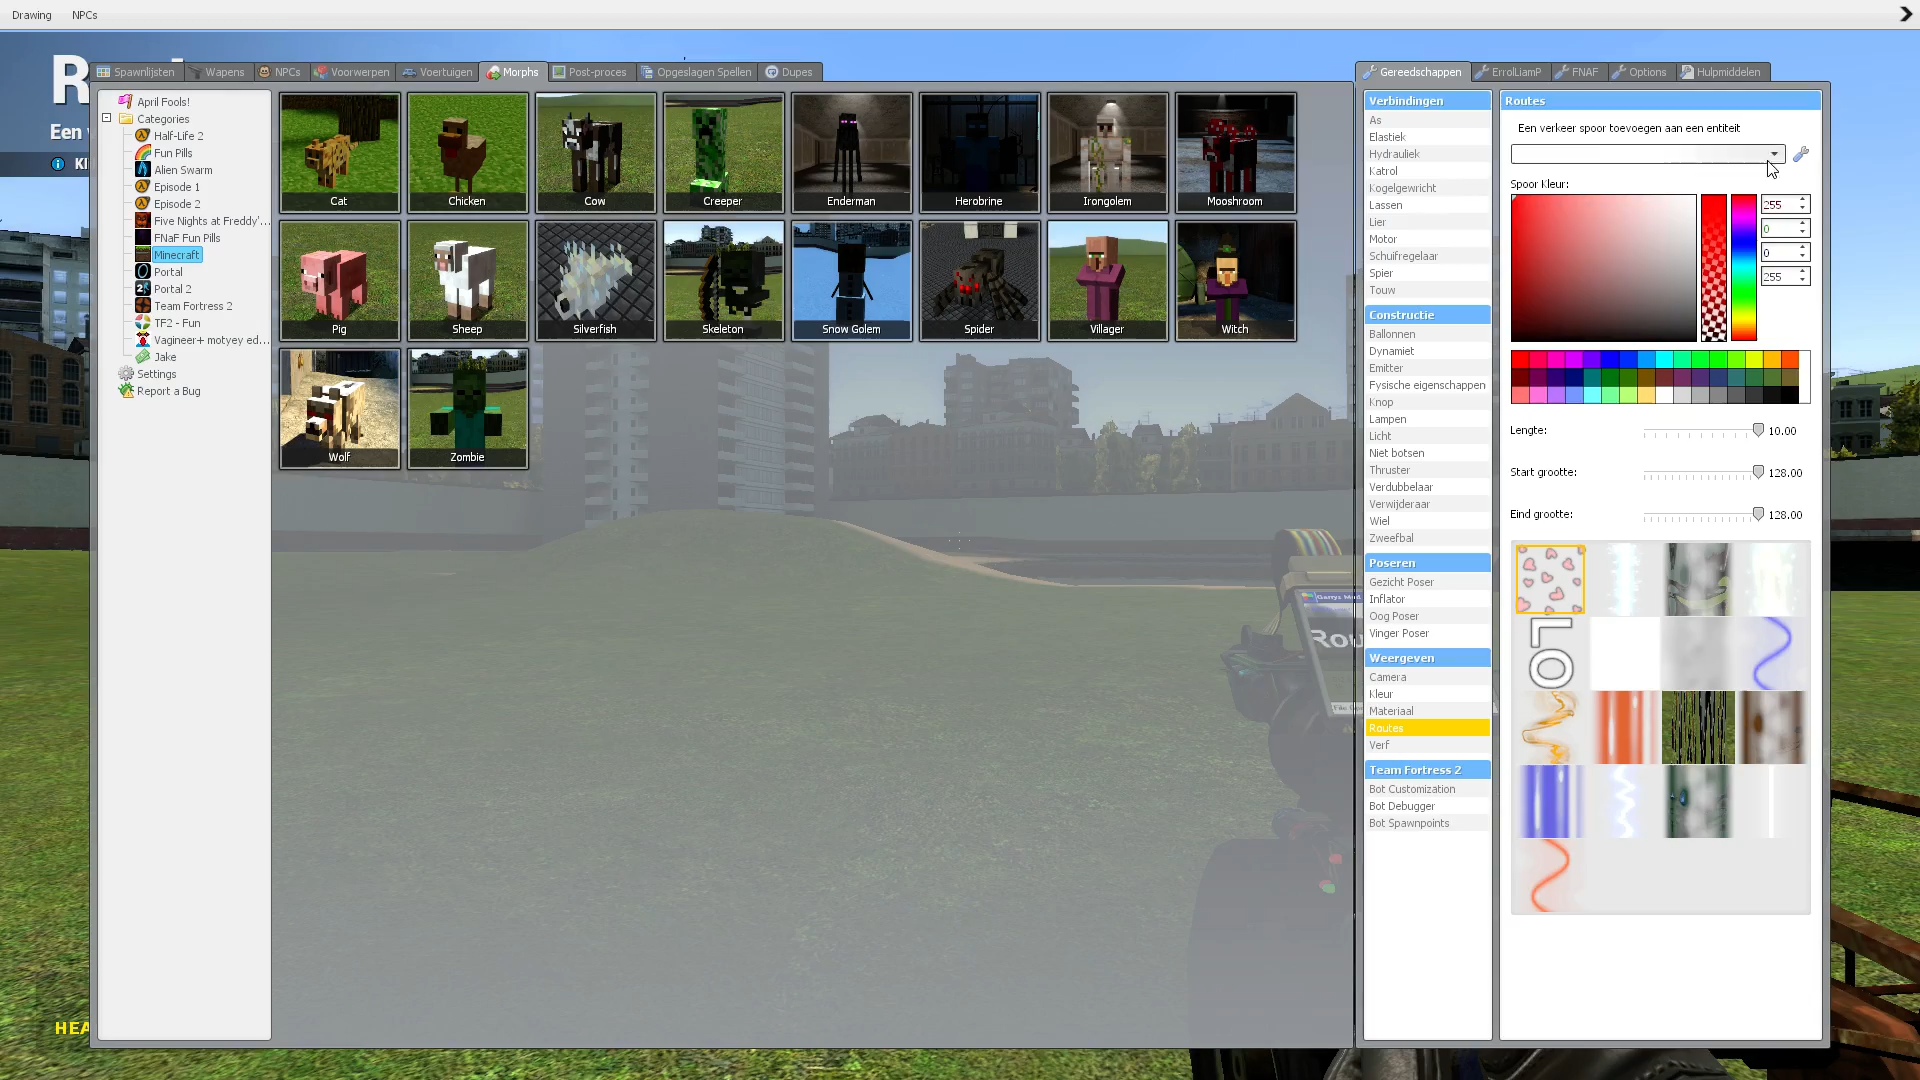 Drawing NPCs
R
Een
Kl
HEA
Spawnlijsten Wapens NPCs Voorwerpen Voertuigen Morphs Post-proces Opgeslagen Spellen Dupes
April Fools!
Categories
Half-Life 2
Fun Pills
Alien Swarm
Episode 1
Episode 2
Five Nights at Freddy'...
FNaF Fun Pills
Minecraft
Portal
Portal 2
Team Fortress 2
TF2 - Fun
Vagineer+ motyey ed...
Jake
Settings
Report a Bug
Cat Chicken Cow Creeper Enderman Herobrine Irongolem Mooshroom
Pig Sheep Silverfish Skeleton Snow Golem Spider Villager Witch
Wolf Zombie
Garrys Mod
Rou
Gereedschappen ErrolLiamP FNAF Options Hulpmiddelen
Verbindingen
As
Elastiek
Hydrauliek
Katrol
Kogelgewricht
Lassen
Lier
Motor
Schuifregelaar
Spier
Touw
Constructie
Ballonnen
Dynamiet
Emitter
Fysische eigenschappen
Knop
Lampen
Licht
Niet botsen
Thruster
Verdubbelaar
Verwijderaar
Wiel
Zweefbal
Poseren
Gezicht Poser
Inflator
Oog Poser
Vinger Poser
Weergeven
Camera
Kleur
Materiaal
Routes
Verf
Team Fortress 2
Bot Customization
Bot Debugger
Bot Spawnpoints
Routes
Een verkeer spoor toevoegen aan een entiteit
Spoor Kleur:
255
0
0
255
Lengte: 10.00
Start grootte: 128.00
Eind grootte: 128.00
LO